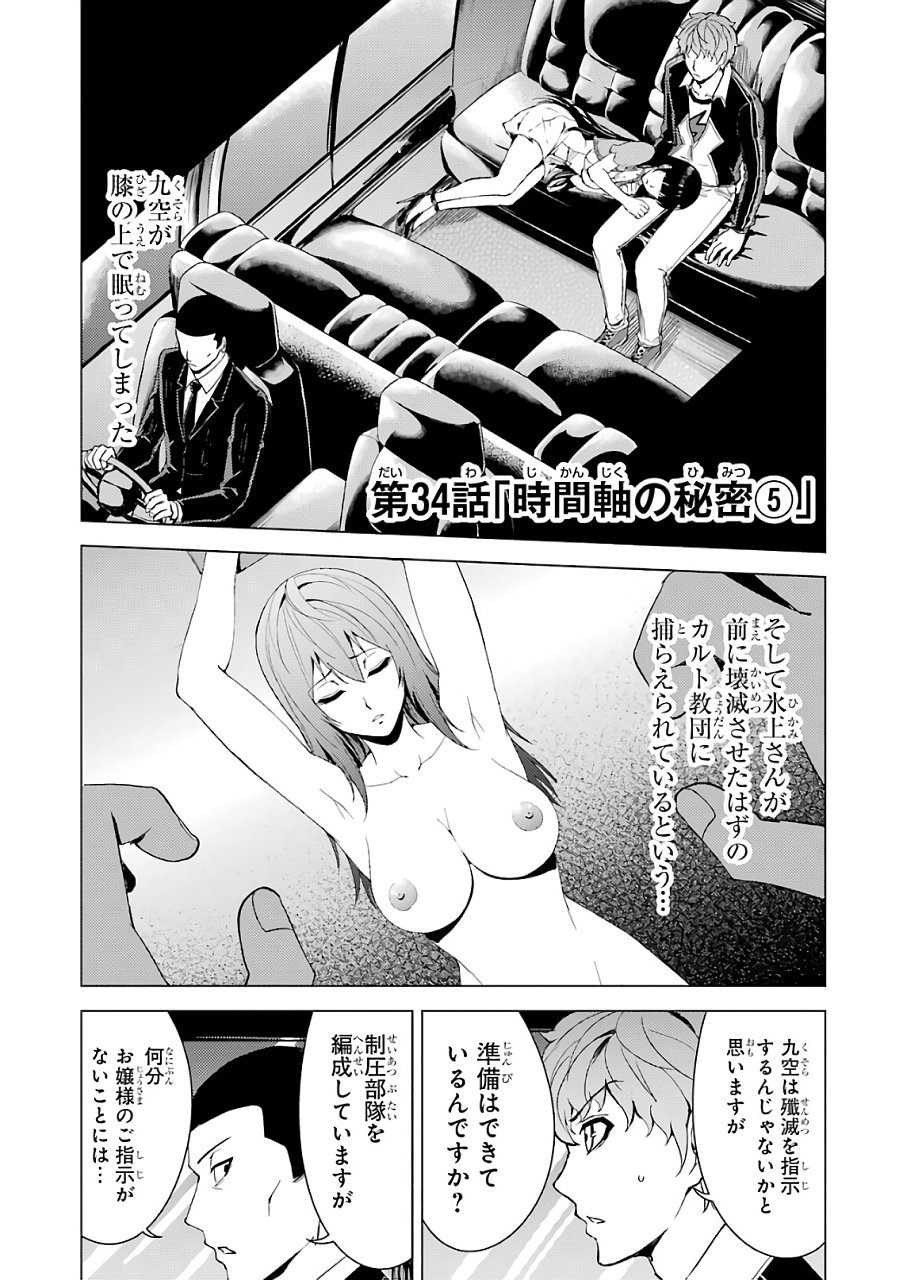 九空が
膝の上で眠ってしまった
第34話「時間軸の秘密⑤」
そして氷上さんが
前に壊滅させたはずの
カルト教団に
捕らえられているという…
九空は殲滅を指示
するんじゃないかと
思いますが
準備はできて
いるんですか？
制圧部隊を
編成していますが
何分
お嬢様のご指示が
ないことには…